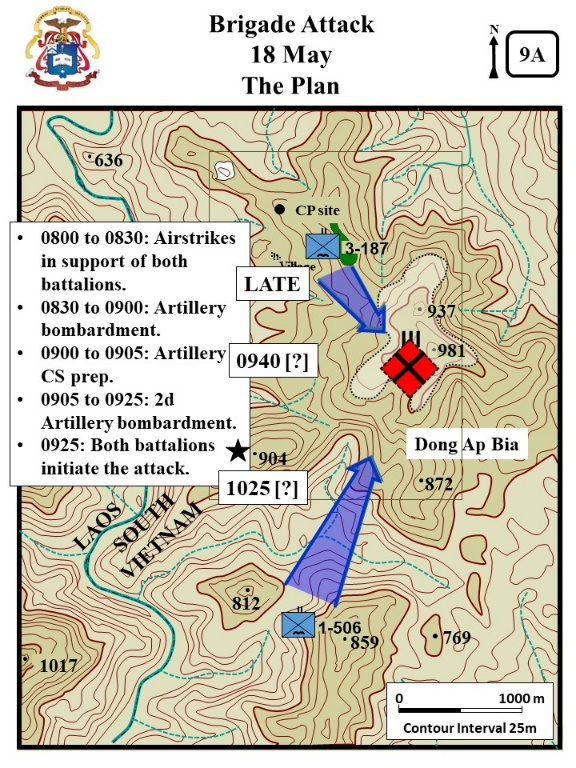 Brigade Attack
18 May
The Plan
N
9A
636
CP site
3-187
Village
• 0800 to 0830: Airstrikes
in support of both
battalions.
• 0830 to 0900: Artillery
bombardment.
• 0900 to 0905: Artillery
CS prep.
• 0905 to 0925: 2d
Artillery bombardment.
• 0925: Both battalions
initiate the attack.
LATE
0940 [?]
1025 [?]
937
III
981
Dong Ap Bia
904
872
LAOS
SOUTH
VIETNAM
812
1-506
859
769
1017
0 1000 m
Contour Interval 25m